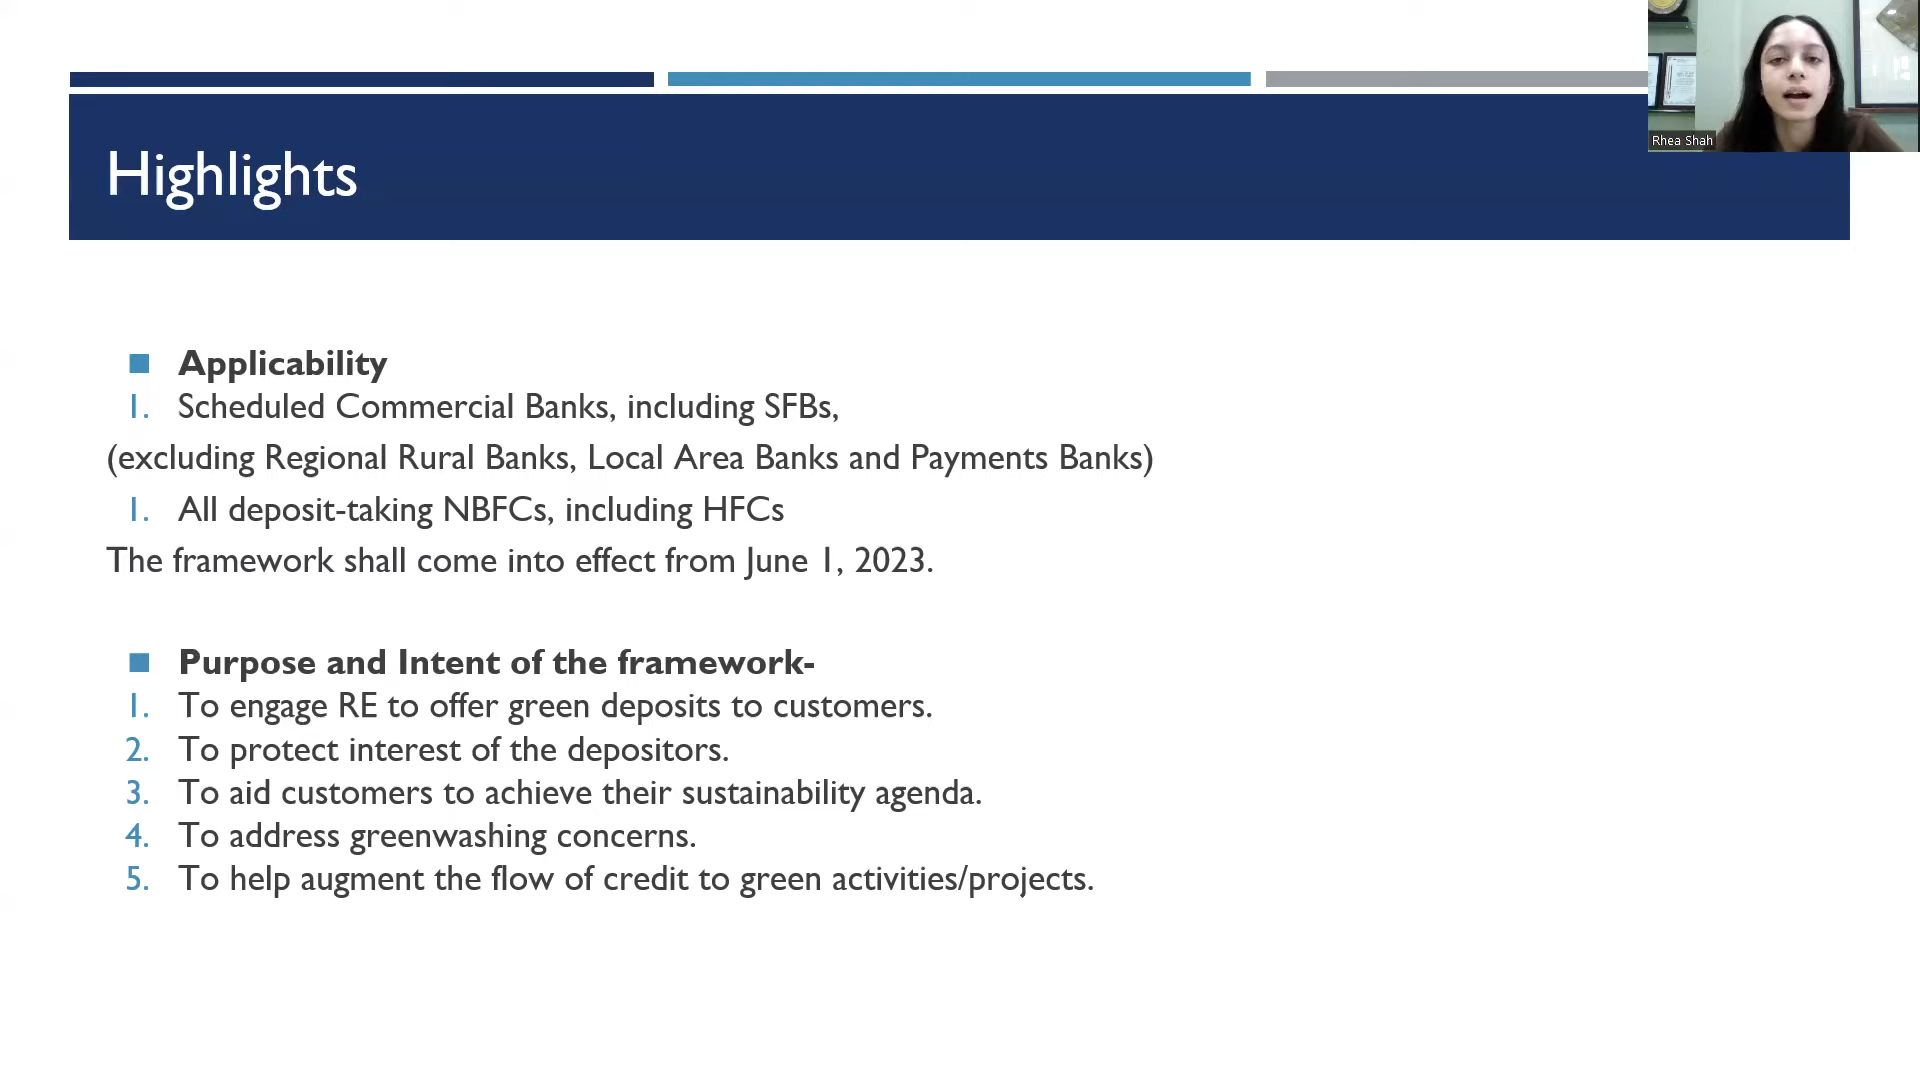 Rhea Shah
Highlights
■ Applicability
1. Scheduled Commercial Banks, including SFBs,
(excluding Regional Rural Banks, Local Area Banks and Payments Banks)
1. All deposit-taking NBFCs, including HFCs
The framework shall come into effect from June 1, 2023.
■ Purpose and Intent of the framework-
1. To engage RE to offer green deposits to customers.
2. To protect interest of the depositors.
3. To aid customers to achieve their sustainability agenda.
4. To address greenwashing concerns.
5. To help augment the flow of credit to green activities/projects.